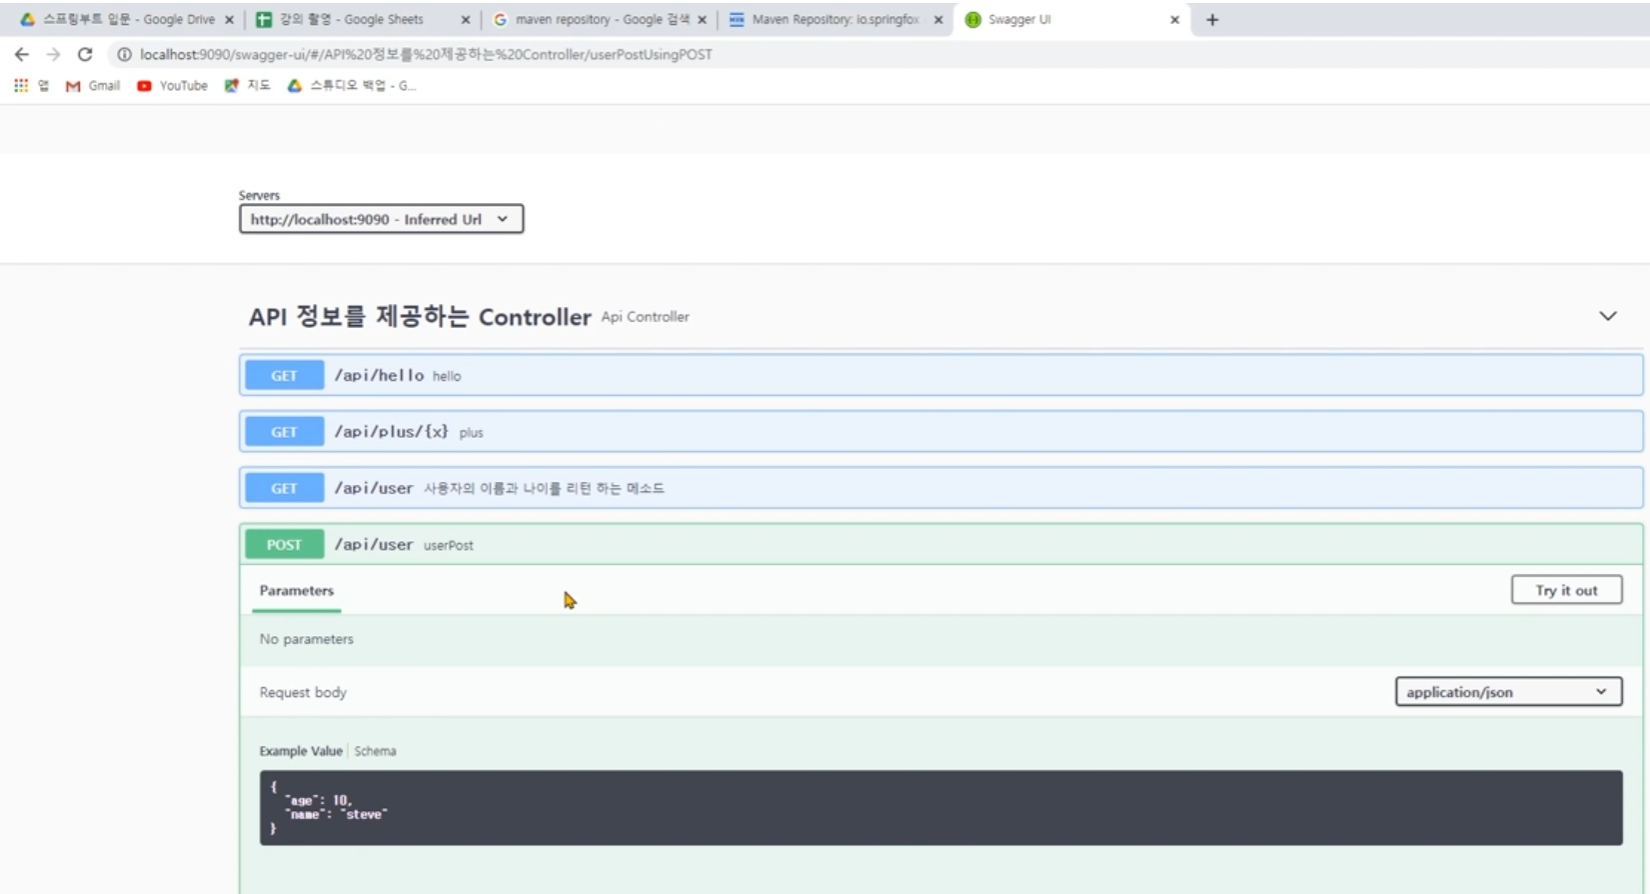 스프링부트 입문 - Google Drive
강의 촬영 - Google Sheets
maven repository - Google 검색
Maven Repository: io.springfox
Swagger UI
localhost:9090/swagger-ui/#/API%20정보를%20제공하는%20Controller/userPostUsingPOST
앱
Gmail
YouTube
지도
스튜디오 백업 - G...
Servers
http://localhost:9090 - Inferred Url
API 정보를 제공하는 Controller Api Controller
GET /api/hello hello
GET /api/plus/{x} plus
GET /api/user 사용자의 이름과 나이를 리턴 하는 메소드
POST /api/user userPost
Parameters
Try it out
No parameters
Request body
application/json
Example Value | Schema
{
"age": 10,
"name": "steve"
}